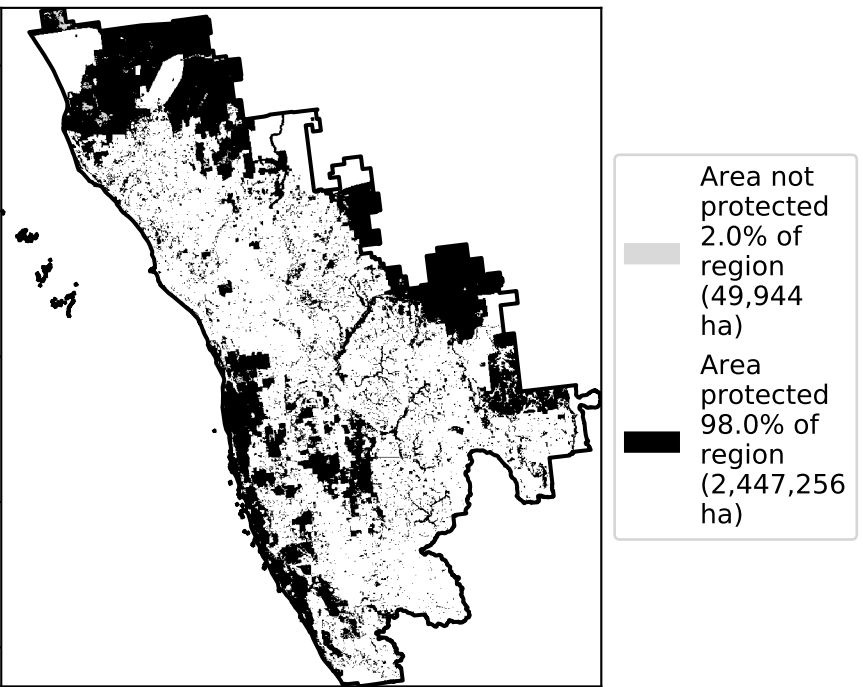 Area not
protected
2.0% of
region
(49,944
ha)
Area
protected
98.0% of
region
(2,447,256
ha)